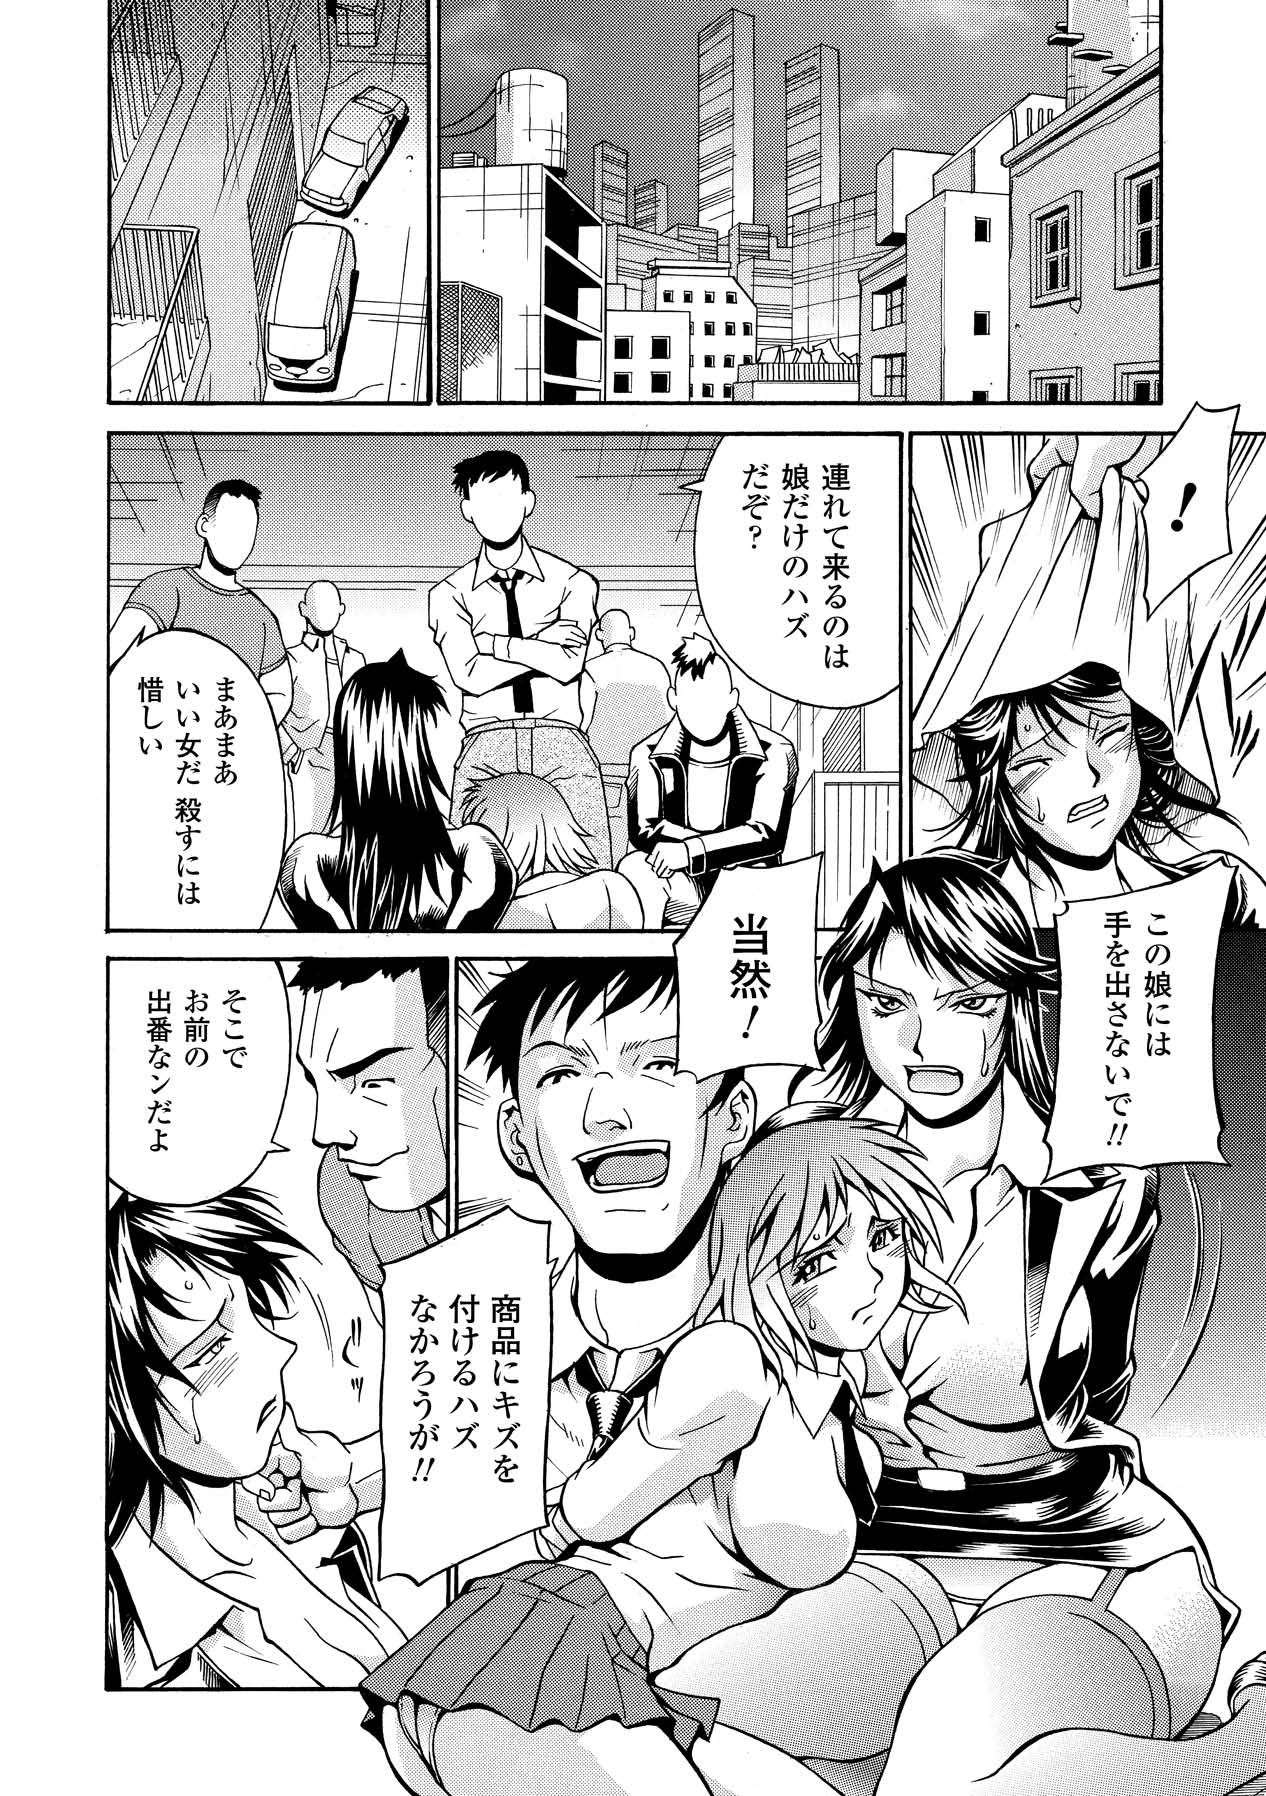 ！
連れて来るのは
娘だけのハズ
だぞ？
まあまあ
いい女だ 殺すには
惜しい
この娘には
手を出さないで!!
当然！
商品にキズを
付けるハズ
なかろうが!!
そこで
お前の
出番なンだよ